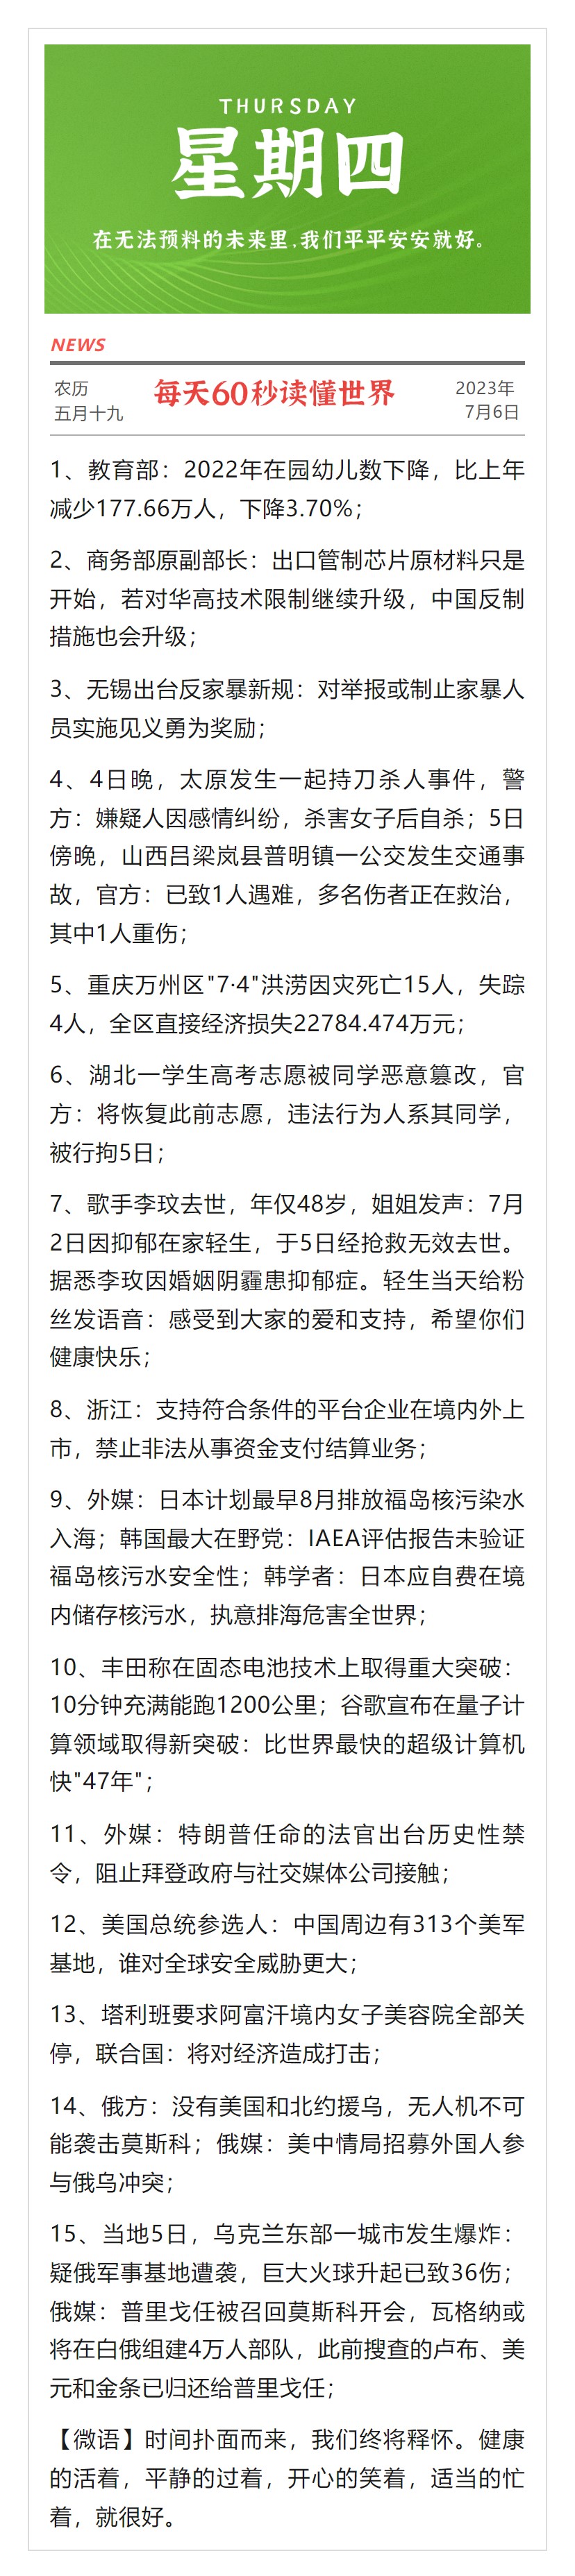 THURSDAY
星期四
在无法预料的未来里,我们平平安安就好。
NEWS
农历
五月十九
每天60秒读懂世界
2023年
7月6日
1、教育部：2022年在园幼儿数下降，比上年
减少177.66万人，下降3.70%；
2、商务部原副部长：出口管制芯片原材料只是
开始，若对华高技术限制继续升级，中国反制
措施也会升级；
3、无锡出台反家暴新规：对举报或制止家暴人
员实施见义勇为奖励；
4、4日晚，太原发生一起持刀杀人事件，警
方：嫌疑人因感情纠纷，杀害女子后自杀；5日
傍晚，山西吕梁岚县普明镇一公交发生交通事
故，官方：已致1人遇难，多名伤者正在救治，
其中1人重伤；
5、重庆万州区"7·4"洪涝因灾死亡15人，失踪
4人，全区直接经济损失22784.474万元；
6、湖北一学生高考志愿被同学恶意篡改，官
方：将恢复此前志愿，违法行为人系其同学，
被行拘5日；
7、歌手李玟去世，年仅48岁，姐姐发声：7月
2日因抑郁在家轻生，于5日经抢救无效去世。
据悉李玫因婚姻阴霾患抑郁症。轻生当天给粉
丝发语音：感受到大家的爱和支持，希望你们
健康快乐；
8、浙江：支持符合条件的平台企业在境内外上
市，禁止非法从事资金支付结算业务；
9、外媒：日本计划最早8月排放福岛核污染水
入海；韩国最大在野党：IAEA评估报告未验证
福岛核污水安全性；韩学者：日本应自费在境
内储存核污水，执意排海危害全世界；
10、丰田称在固态电池技术上取得重大突破：
10分钟充满能跑1200公里；谷歌宣布在量子计
算领域取得新突破：比世界最快的超级计算机
快"47年"；
11、外媒：特朗普任命的法官出台历史性禁
令，阻止拜登政府与社交媒体公司接触；
12、美国总统参选人：中国周边有313个美军
基地，谁对全球安全威胁更大；
13、塔利班要求阿富汗境内女子美容院全部关
停，联合国：将对经济造成打击；
14、俄方：没有美国和北约援乌，无人机不可
能袭击莫斯科；俄媒：美中情局招募外国人参
与俄乌冲突；
15、当地5日，乌克兰东部一城市发生爆炸：
疑俄军事基地遭袭，巨大火球升起已致36伤；
俄媒：普里戈任被召回莫斯科开会，瓦格纳或
将在白俄组建4万人部队，此前搜查的卢布、美
元和金条已归还给普里戈任；
【微语】时间扑面而来，我们终将释怀。健康
的活着，平静的过着，开心的笑着，适当的忙
着，就很好。